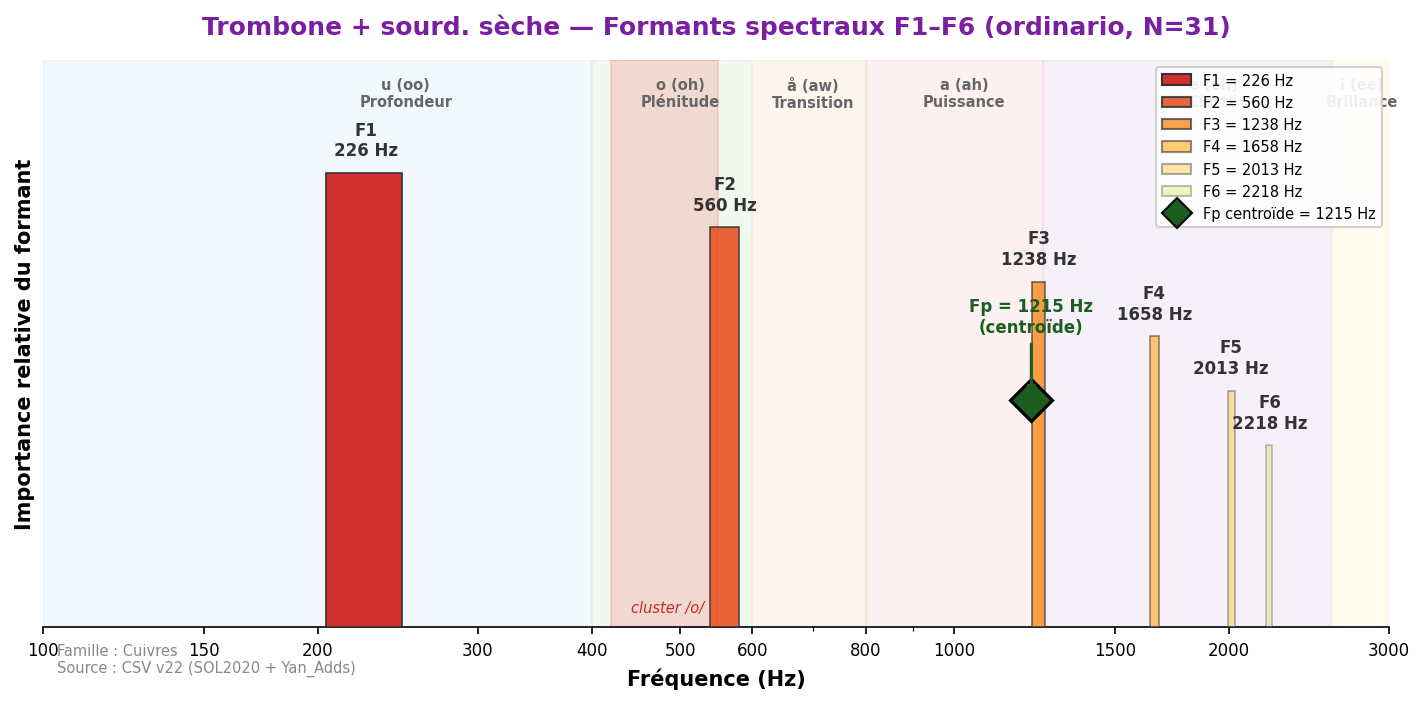 Trombone + sourd. sèche — Formants spectraux F1–F6 (ordinario, N=31)
u (oo)
Profondeur
o (oh)
Plénitude
å (aw)
Transition
a (ah)
Puissance
i (ee)
Brillance
F1 = 226 Hz
F2 = 560 Hz
F3 = 1238 Hz
F4 = 1658 Hz
F5 = 2013 Hz
F6 = 2218 Hz
Fp centroïde = 1215 Hz
F1
226 Hz
F2
560 Hz
F3
1238 Hz
Fp = 1215 Hz
(centroïde)
F4
1658 Hz
F5
2013 Hz
F6
2218 Hz
cluster /o/
Importance relative du formant
100
150
200
300
400
500
600
800
1000
1500
2000
3000
Famille : Cuivres
Source : CSV v22 (SOL2020 + Yan_Adds)
Fréquence (Hz)